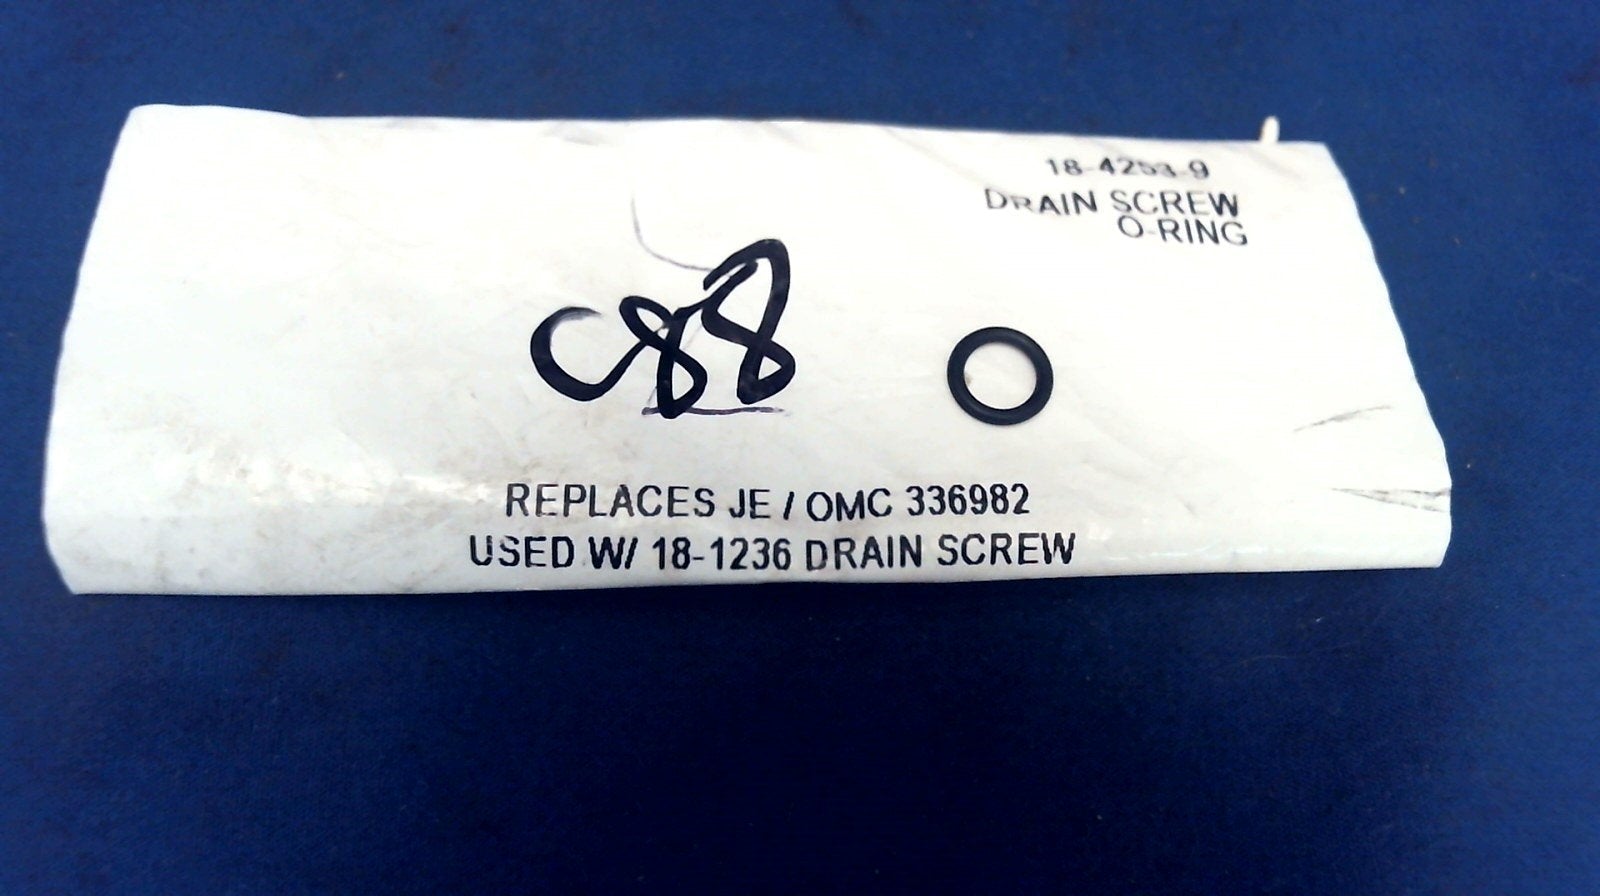 18-4253-9
DRAIN SCREW
O-RING
C88
REPLACES JE / OMC 336982
USED W/ 18-1236 DRAIN SCREW